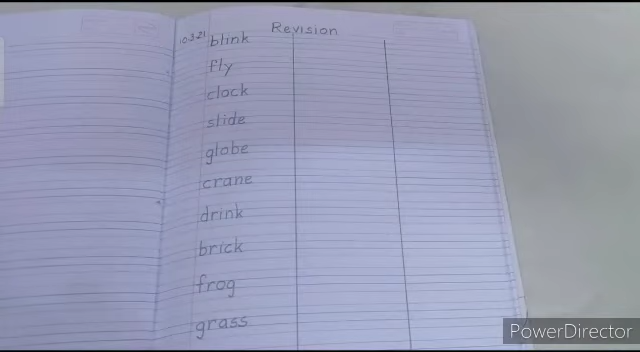 Revision
10.3.21 blink
fly
clock
slide
globe
crane
drink
brick
frog
grass
PowerDirector